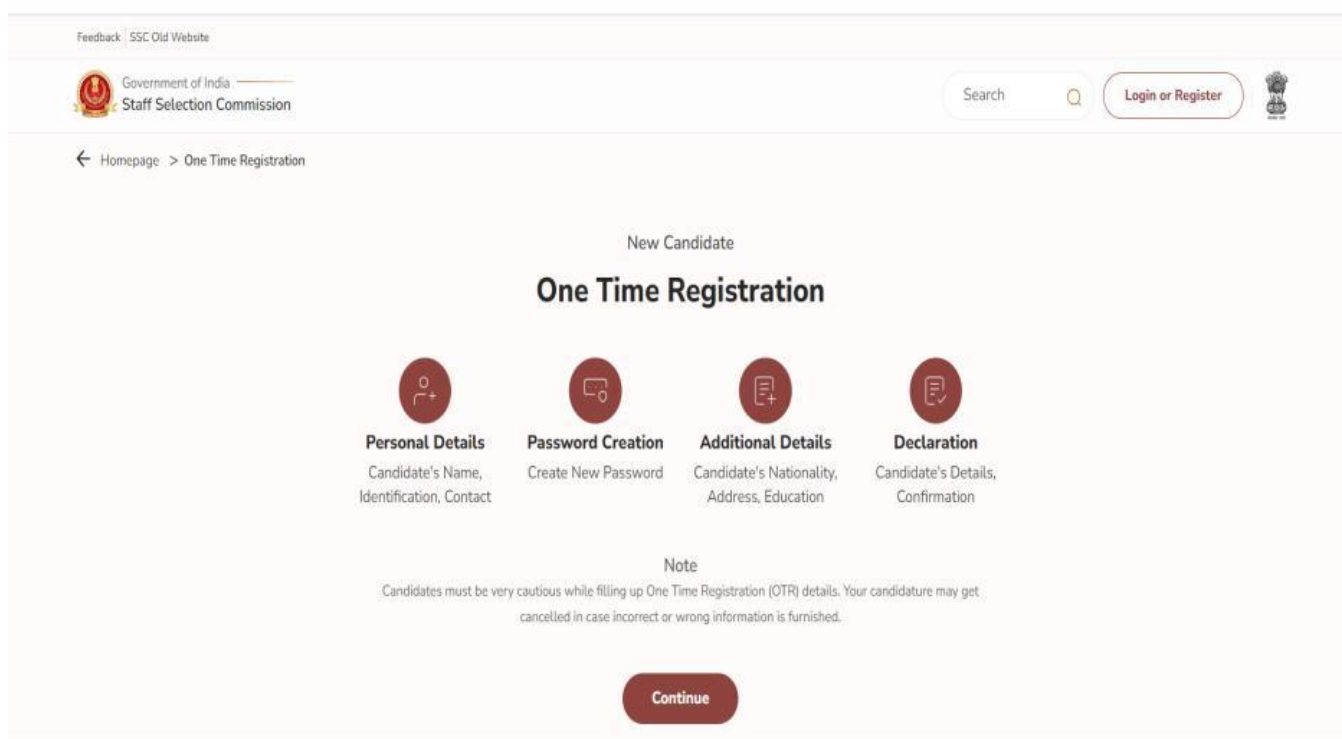 Feedback | SSC Old Website
Government of India
Staff Selection Commission
Search
Login or Register
Homepage > One Time Registration
New Candidate
One Time Registration
Personal Details
Candidate's Name,
Identification, Contact
Password Creation
Create New Password
Additional Details
Candidate's Nationality,
Address, Education
Declaration
Candidate's Details,
Confirmation
Note
Candidates must be very cautious while filling up One Time Registration (OTR) details. Your candidature may get
cancelled in case incorrect or wrong information is furnished.
Continue